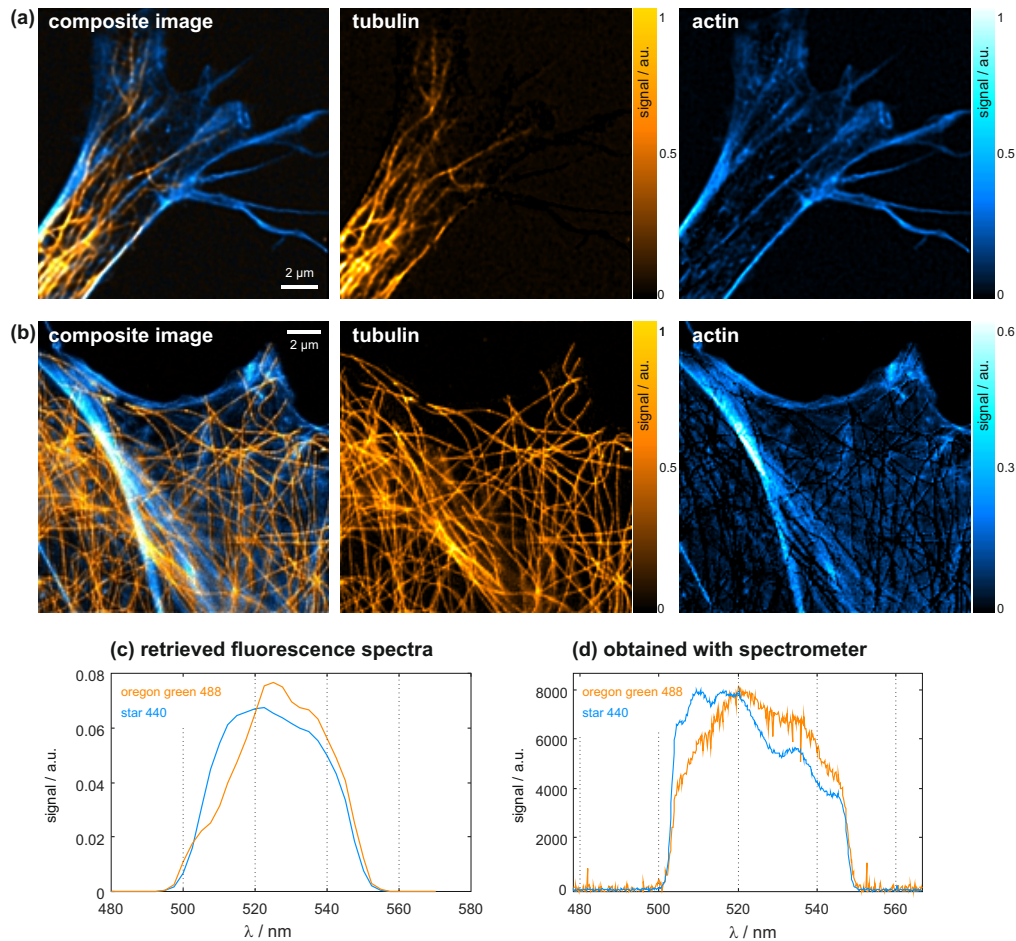 (a) composite image tubulin actin
1 signal / au. 0.5 0
1 signal / au. 0.5 0
2 µm
(b) composite image tubulin actin
2 µm
1 signal / au. 0.5 0
0.6 signal / au. 0.3 0
(c) retrieved fluorescence spectra
oregon green 488
star 440
signal / a.u.
0.08
0.06
0.04
0.02
0
480 500 520 540 560 580
λ / nm
(d) obtained with spectrometer
oregon green 488
star 440
signal / a.u.
8000
6000
4000
2000
0
480 500 520 540 560
λ / nm